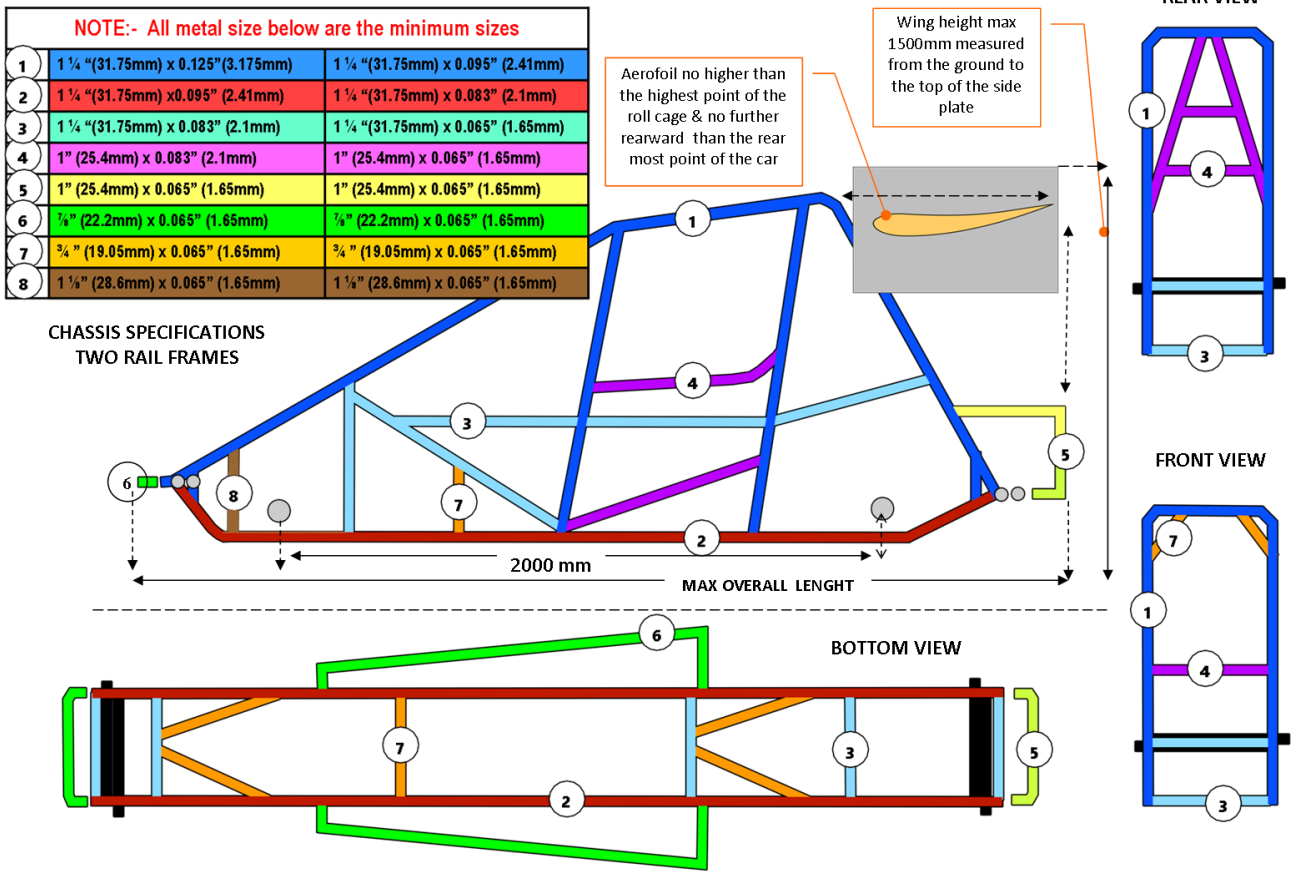 NOTE:- All metal size below are the minimum sizes
1 1 ¼ “(31.75mm) x 0.125”(3.175mm) 1 ¼ “(31.75mm) x 0.095” (2.41mm)
2 1 ¼ “(31.75mm) x0.095” (2.41mm) 1 ¼ “(31.75mm) x 0.083” (2.1mm)
3 1 ¼ “(31.75mm) x 0.083” (2.1mm) 1 ¼ “(31.75mm) x 0.065” (1.65mm)
4 1” (25.4mm) x 0.083” (2.1mm) 1” (25.4mm) x 0.065” (1.65mm)
5 1” (25.4mm) x 0.065” (1.65mm) 1” (25.4mm) x 0.065” (1.65mm)
6 ⅞” (22.2mm) x 0.065” (1.65mm) ⅞” (22.2mm) x 0.065” (1.65mm)
7 ¾ ” (19.05mm) x 0.065” (1.65mm) ¾ ” (19.05mm) x 0.065” (1.65mm)
8 1 ⅛” (28.6mm) x 0.065” (1.65mm) 1 ⅛” (28.6mm) x 0.065” (1.65mm)
CHASSIS SPECIFICATIONS
TWO RAIL FRAMES
Aerofoil no higher than
the highest point of the
roll cage & no further
rearward than the rear
most point of the car
Wing height max
1500mm measured
from the ground to
the top of the side
plate
REAR VIEW
1
4
3
1
4
3
6
8
7
5
2
2000 mm
MAX OVERALL LENGHT
FRONT VIEW
7
1
4
3
BOTTOM VIEW
6
7
3
5
2